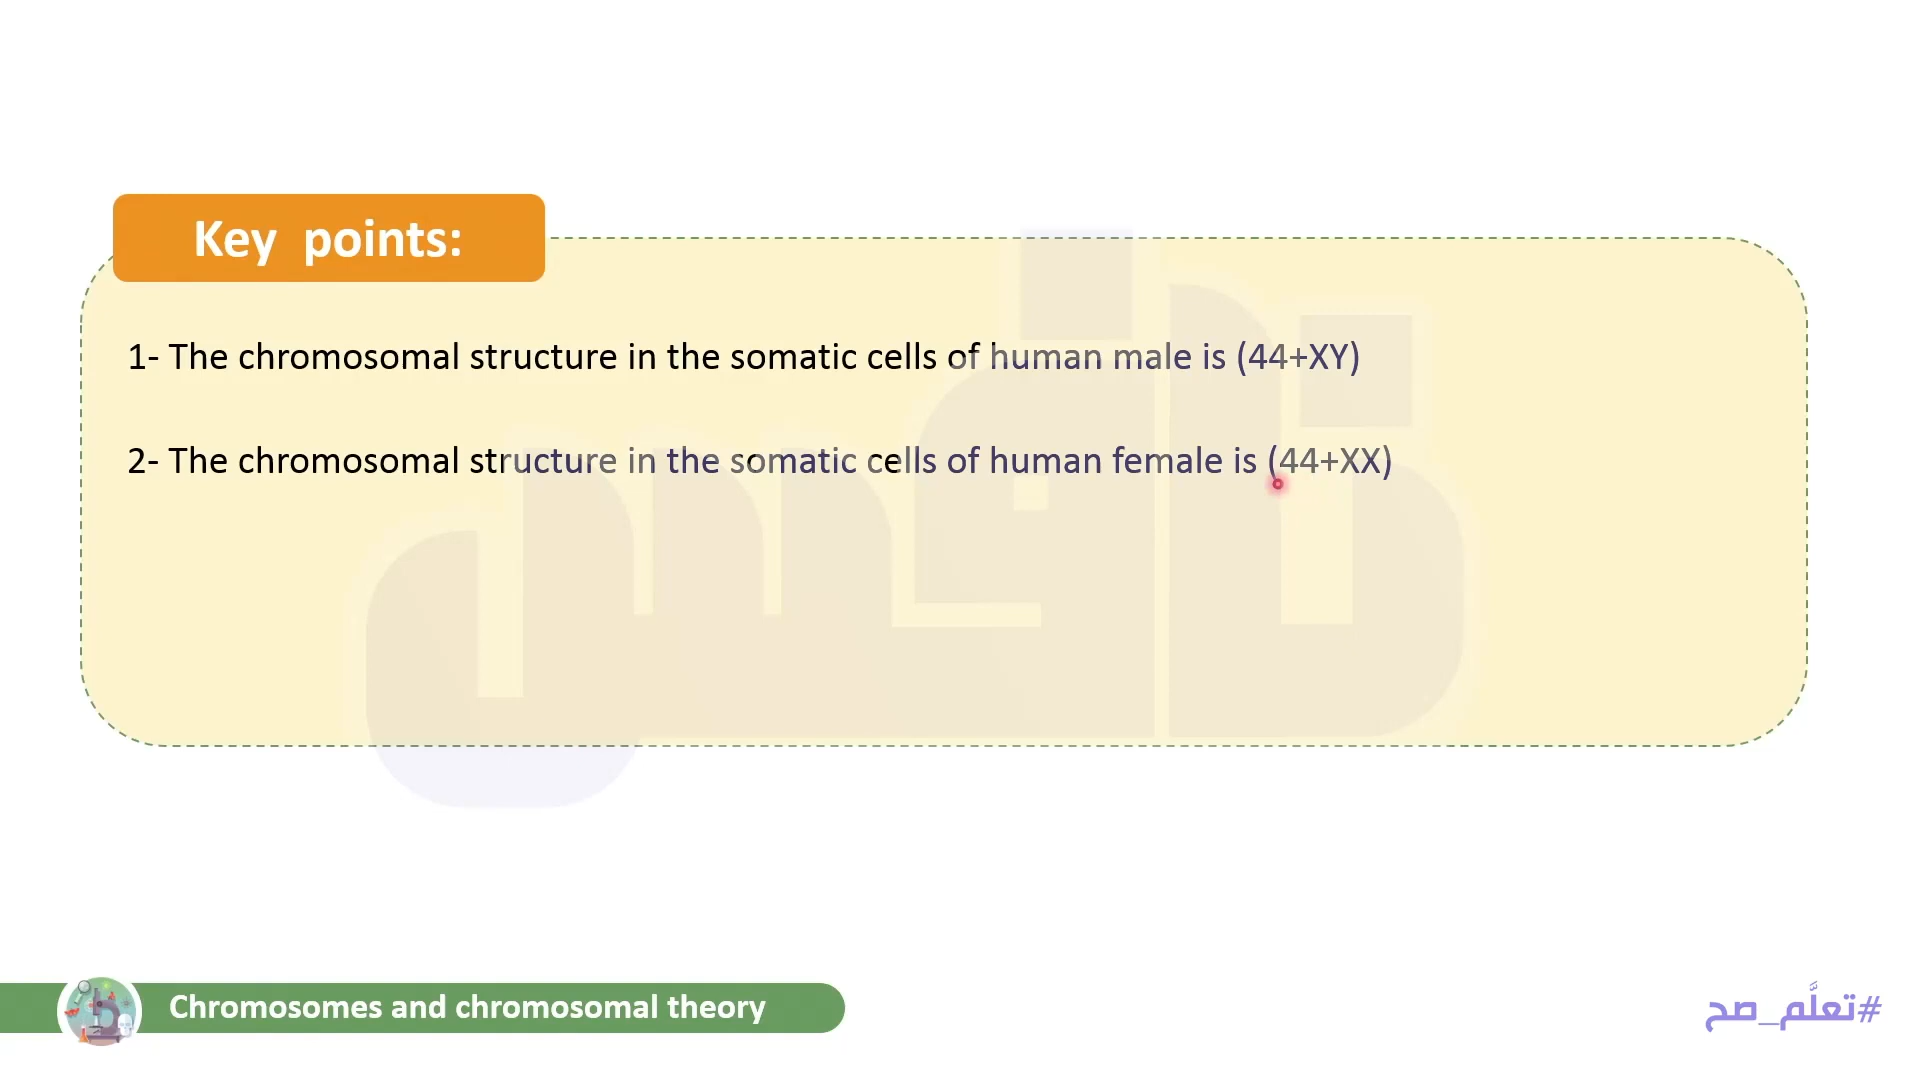 Key points:
1- The chromosomal structure in the somatic cells of human male is (44+XY)
2- The chromosomal structure in the somatic cells of human female is (44+XX)
Chromosomes and chromosomal theory
#تعلَّم_صح